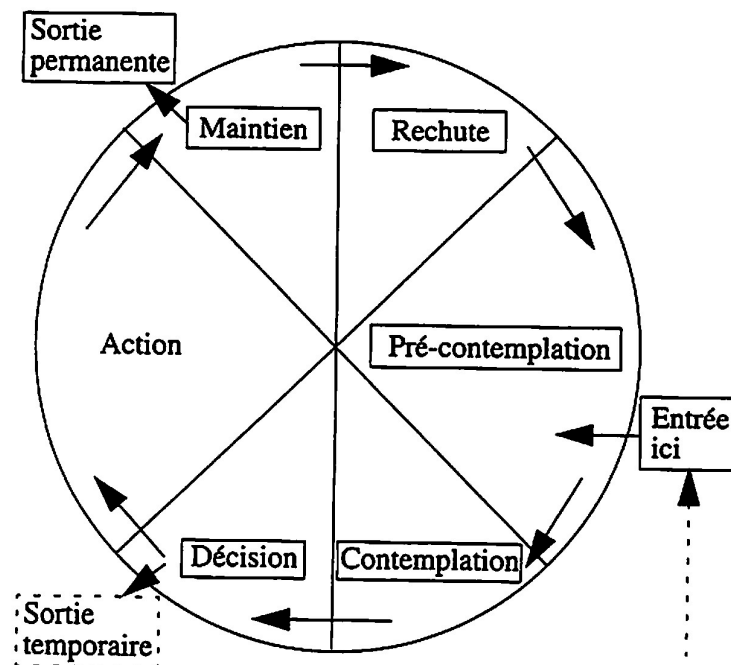 Sortie
permanente
Maintien
Rechute
Action
Pré-contemplation
Entrée
ici
Décision
Contemplation
Sortie
temporaire